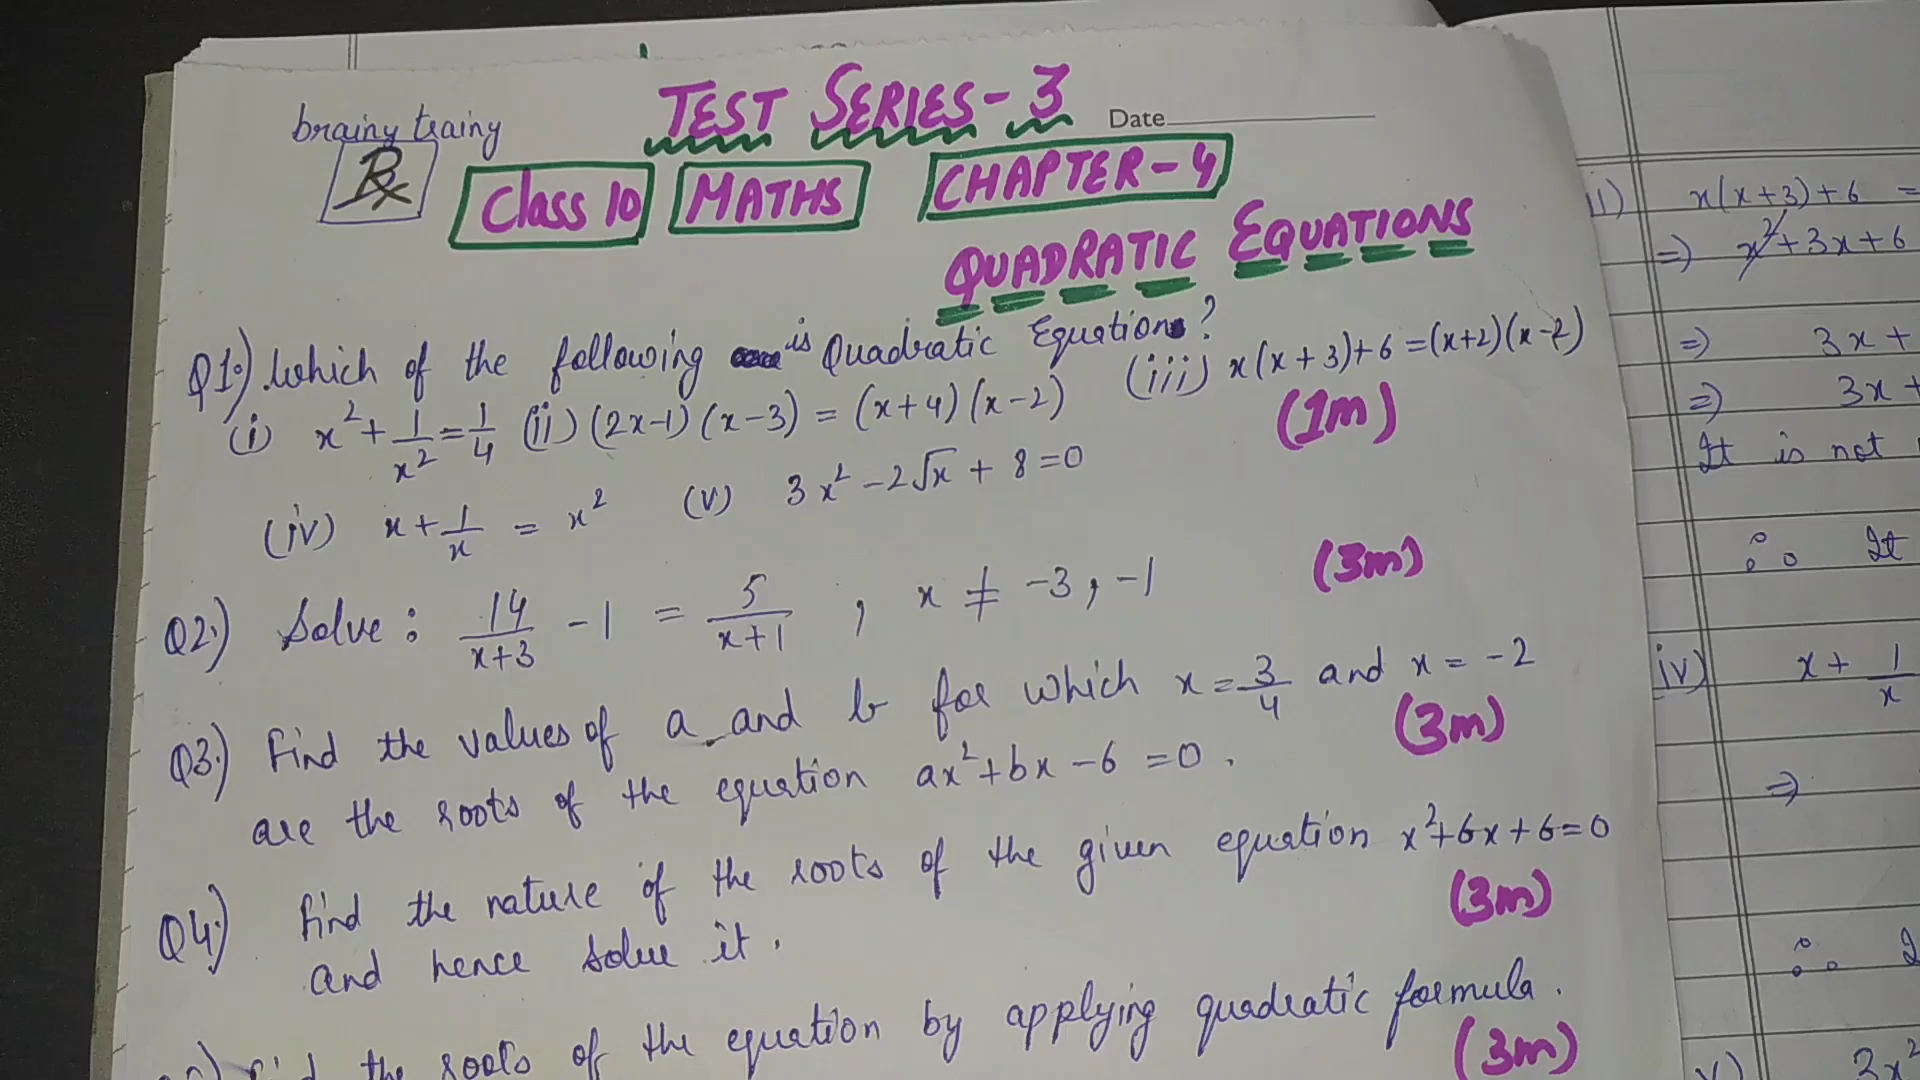 brainy trainy
TEST SERIES-3
Date
Bx
Class 10 MATHS CHAPTER-4
QUADRATIC EQUATIONS
Q1.) Which of the following is Quadratic Equation?
(i) x²+1/x²=1/4 (ii) (2x-1)(x-3) = (x+4)(x-2) (iii) x(x+3)+6=(x+2)(x-2)
(1m)
(iv) x+1/x = x² (v) 3x²-2√x + 8=0
Q2.) Solve: 14/x+3 -1 = 5/x+1, x ≠ -3, -1 (3m)
Q3.) Find the values of a and b for which x=3/4 and x=-2
are the roots of the equation ax²+bx-6=0. (3m)
Q4.) Find the nature of the roots of the given equation x²+6x+6=0
and hence solve it. (3m)
the roots of the equation by applying quadratic formula.
(3m)
x(x+3)+6 =
⇒ x²+3x+6
⇒ 3x+
⇒ 3x+
It is not
∴ It
iv) x+1/x
⇒
∴
v) 3x²